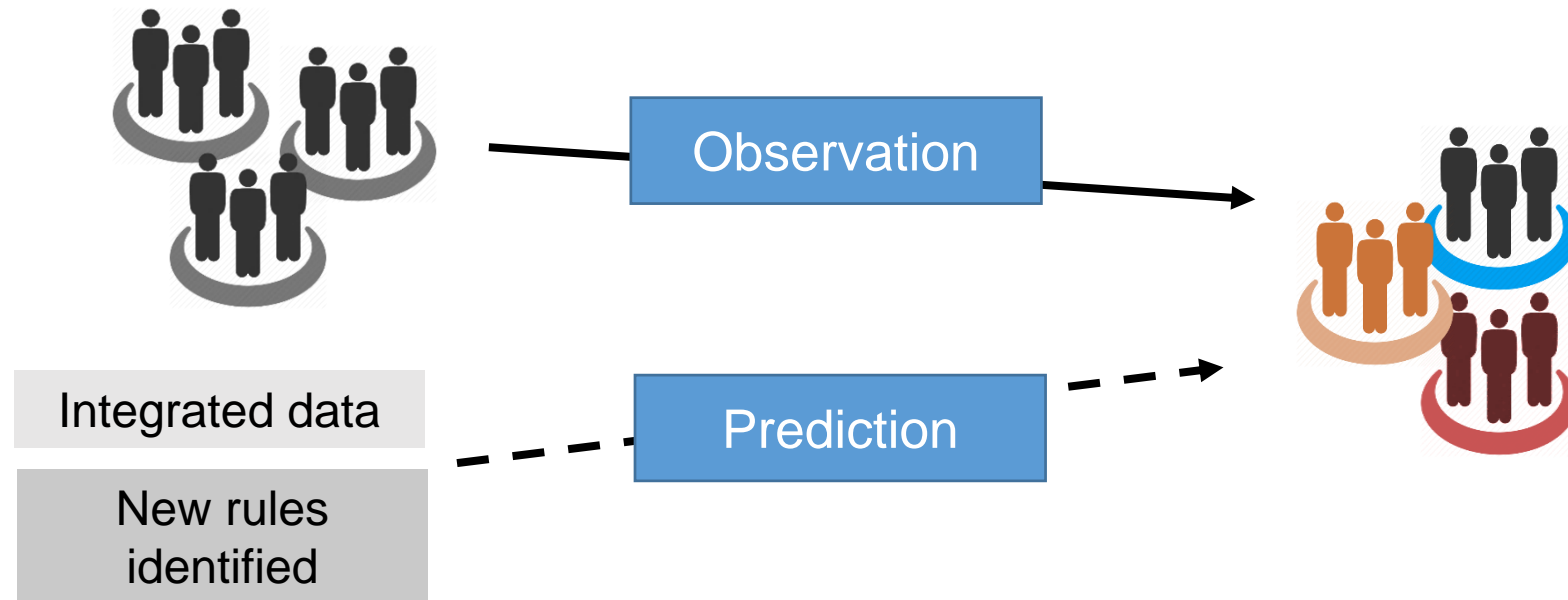 Observation
Integrated data
Prediction
New rules
identified